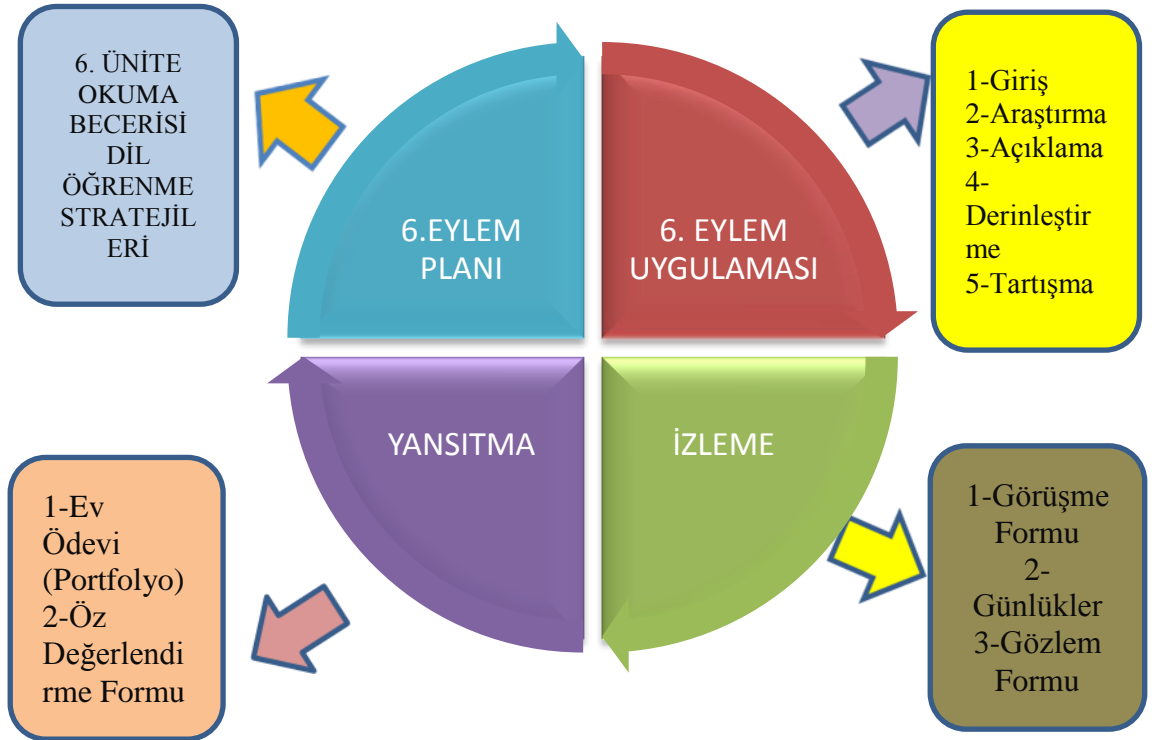 6. ÜNİTE
OKUMA
BECERİSİ
DİL
ÖĞRENME
STRATEJİL
ERİ
6.EYLEM
PLANI
6. EYLEM
UYGULAMASI
1-Giriş
2-Araştırma
3-Açıklama
4-
Derinleştir
me
5-Tartışma
YANSITMA
İZLEME
1-Ev
Ödevi
(Portfolyo)
2-Öz
Değerlendi
rme Formu
1-Görüşme
Formu
2-
Günlükler
3-Gözlem
Formu